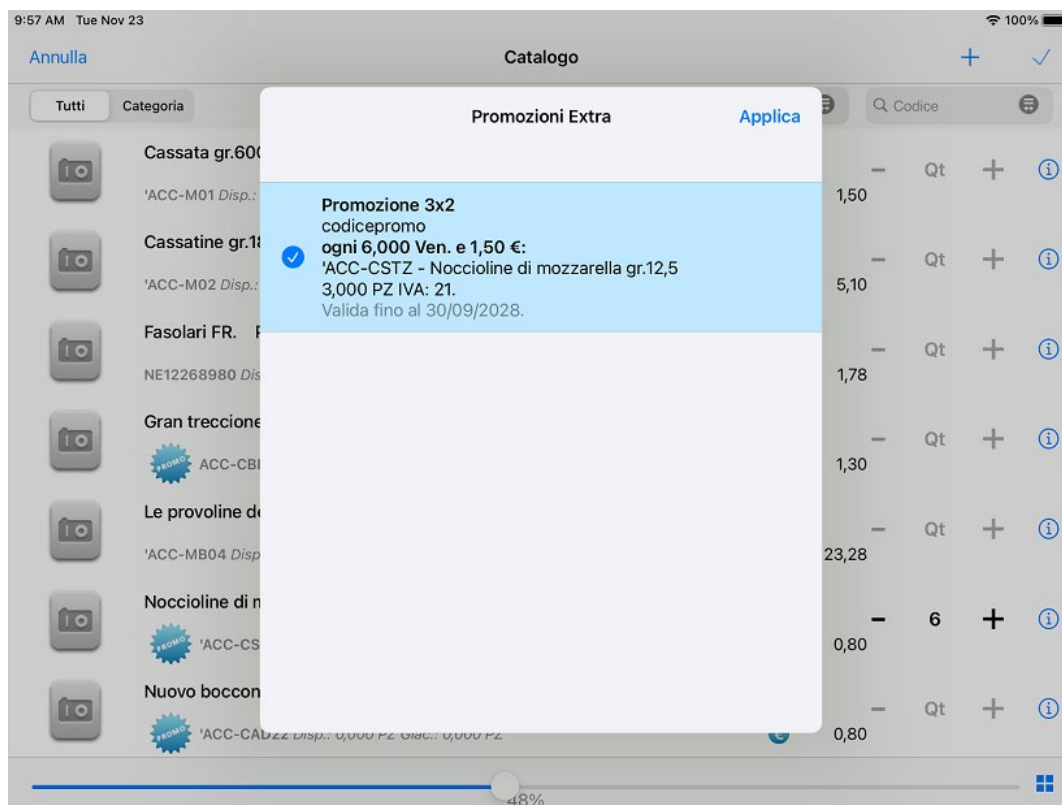 9:57 AM Tue Nov 23
100%
Annulla
Catalogo
Tutti
Categoria
Codice
Promozioni Extra
Applica
Promozione 3x2
codicepromo
ogni 6,000 Ven. e 1,50 €:
'ACC-CSTZ - Noccioline di mozzarella gr.12,5
3,000 PZ IVA: 21.
Valida fino al 30/09/2028.
Cassata gr.600
'ACC-M01 Disp.:
1,50
Qt
Cassatine gr.18
'ACC-M02 Disp.:
5,10
Qt
Fasolari FR.
NE12268980 Dis
1,78
Qt
Gran treccione
PROMO
ACC-CB
1,30
Qt
Le provoline de
'ACC-MB04 Disp
23,28
Qt
Noccioline di
PROMO
'ACC-CS
0,80
6
Nuovo boccon
PROMO
'ACC-CAD22 Disp.: 0,000 PZ Giac.: 0,000 PZ
€
0,80
Qt
48%